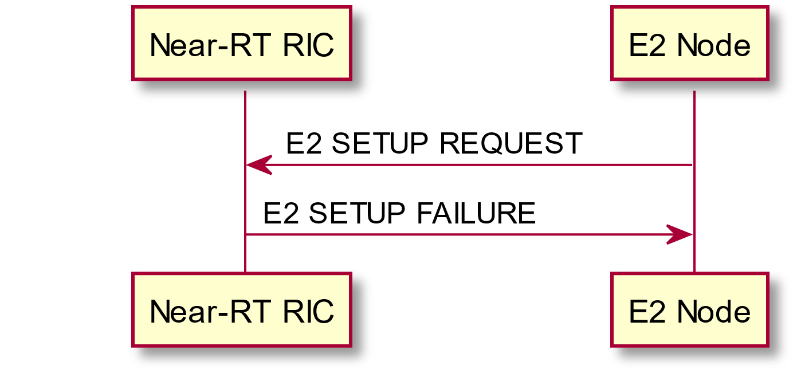 Near-RT RIC
E2 Node
E2 SETUP REQUEST
E2 SETUP FAILURE
Near-RT RIC
E2 Node